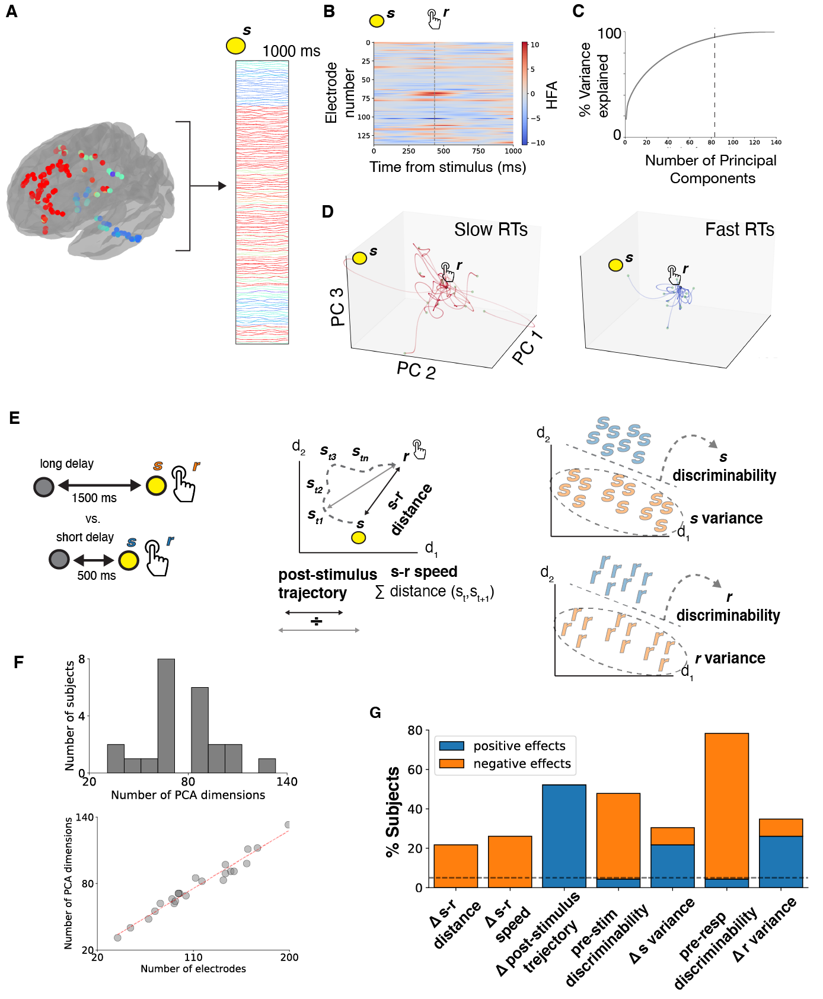 A
s
1000 ms
B
s
r
0
25
50
75
100
125
Electrode
number
0
250
500
750
1000
Time from stimulus (ms)
10
5
0
−5
−10
HFA
C
100
0
% Variance
explained
0
20
40
60
80
100
120
140
Number of Principal
Components
D
Slow RTs
s
r
PC 3
PC 2
PC 1
Fast RTs
s
r
E
long delay
s
r
1500 ms
vs.
short delay
s
r
500 ms
d2
st3
stn
r
st2
st1
s
s-r
distance
d1
post-stimulus
trajectory
÷
s-r speed
∑ distance (st,st+1)
d2
s s s s s s s s s
s
discriminability
s s s s s s s s s s s
s variance
d1
d2
r r r r r r r r
r
discriminability
r r r r r r r r r r
r variance
d1
F
8
4
0
Number of subjects
20
80
140
Number of PCA dimensions
140
80
20
Number of PCA dimensions
20
110
200
Number of electrodes
G
80
60
40
20
0
% Subjects
positive effects
negative effects
Δ s-r
distance
Δ s-r
speed
Δ post-stimulus
trejectory
pre-stim
discriminability
Δ s variance
pre-resp
discriminability
Δ r variance